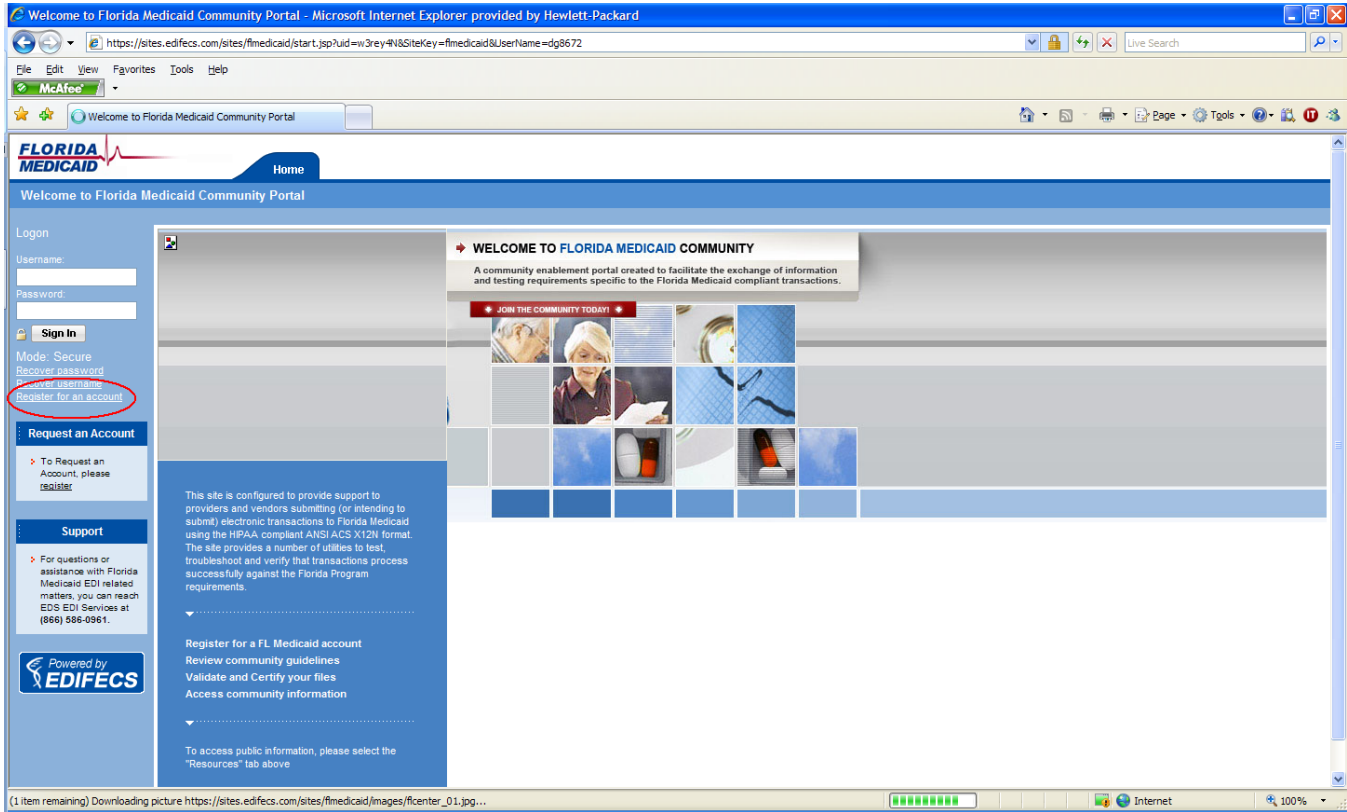 Welcome to Florida Medicaid Community Portal - Microsoft Internet Explorer provided by Hewlett-Packard
https://sites.edifecs.com/sites/flmedicaid/start.jsp?uid=w3rey4N&SiteKey=flmedicaid&UserName=dg8672
Live Search
File Edit View Favorites Tools Help
McAfee
Welcome to Florida Medicaid Community Portal
Page Tools
FLORIDA
MEDICAID
Home
Welcome to Florida Medicaid Community Portal
Logon
Username:
Password:
Sign In
Mode: Secure
Recover password
Recover username
Register for an account
Request an Account
To Request an
Account, please
register
Support
For questions or
assistance with Florida
Medicaid EDI related
matters, you can reach
EDS EDI Services at
(866) 586-0961.
Powered by
EDIFECS
WELCOME TO FLORIDA MEDICAID COMMUNITY
A community enablement portal created to facilitate the exchange of information
and testing requirements specific to the Florida Medicaid compliant transactions.
JOIN THE COMMUNITY TODAY!
This site is configured to provide support to
providers and vendors submitting (or intending to
submit) electronic transactions to Florida Medicaid
using the HIPAA compliant ANSI ACS X12N format.
The site provides a number of utilities to test,
troubleshoot and verify that transactions process
successfully against the Florida Program
requirements.
Register for a FL Medicaid account
Review community guidelines
Validate and Certify your files
Access community information
To access public information, please select the
"Resources" tab above
(1 item remaining) Downloading picture https://sites.edifecs.com/sites/flmedicaid/images/flcenter_01.jpg...
Internet
100%